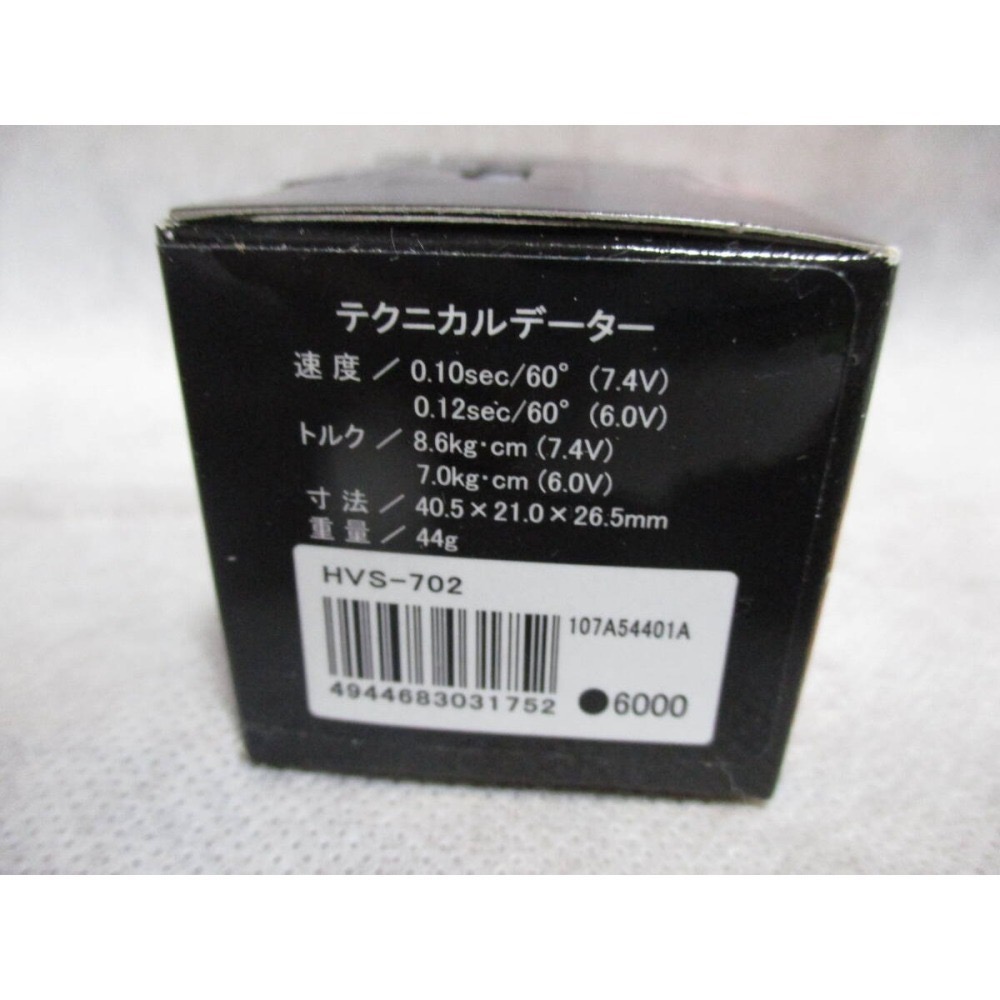 テクニカルデーター
速度／0.10sec/60°(7.4V)
0.12sec/60°(6.0V)
トルク／8.6kg·cm(7.4V)
7.0kg·cm(6.0V)
寸法／40.5×21.0×26.5mm
重量／44g
HVS-702
107A54401A
4944683031752
●6000